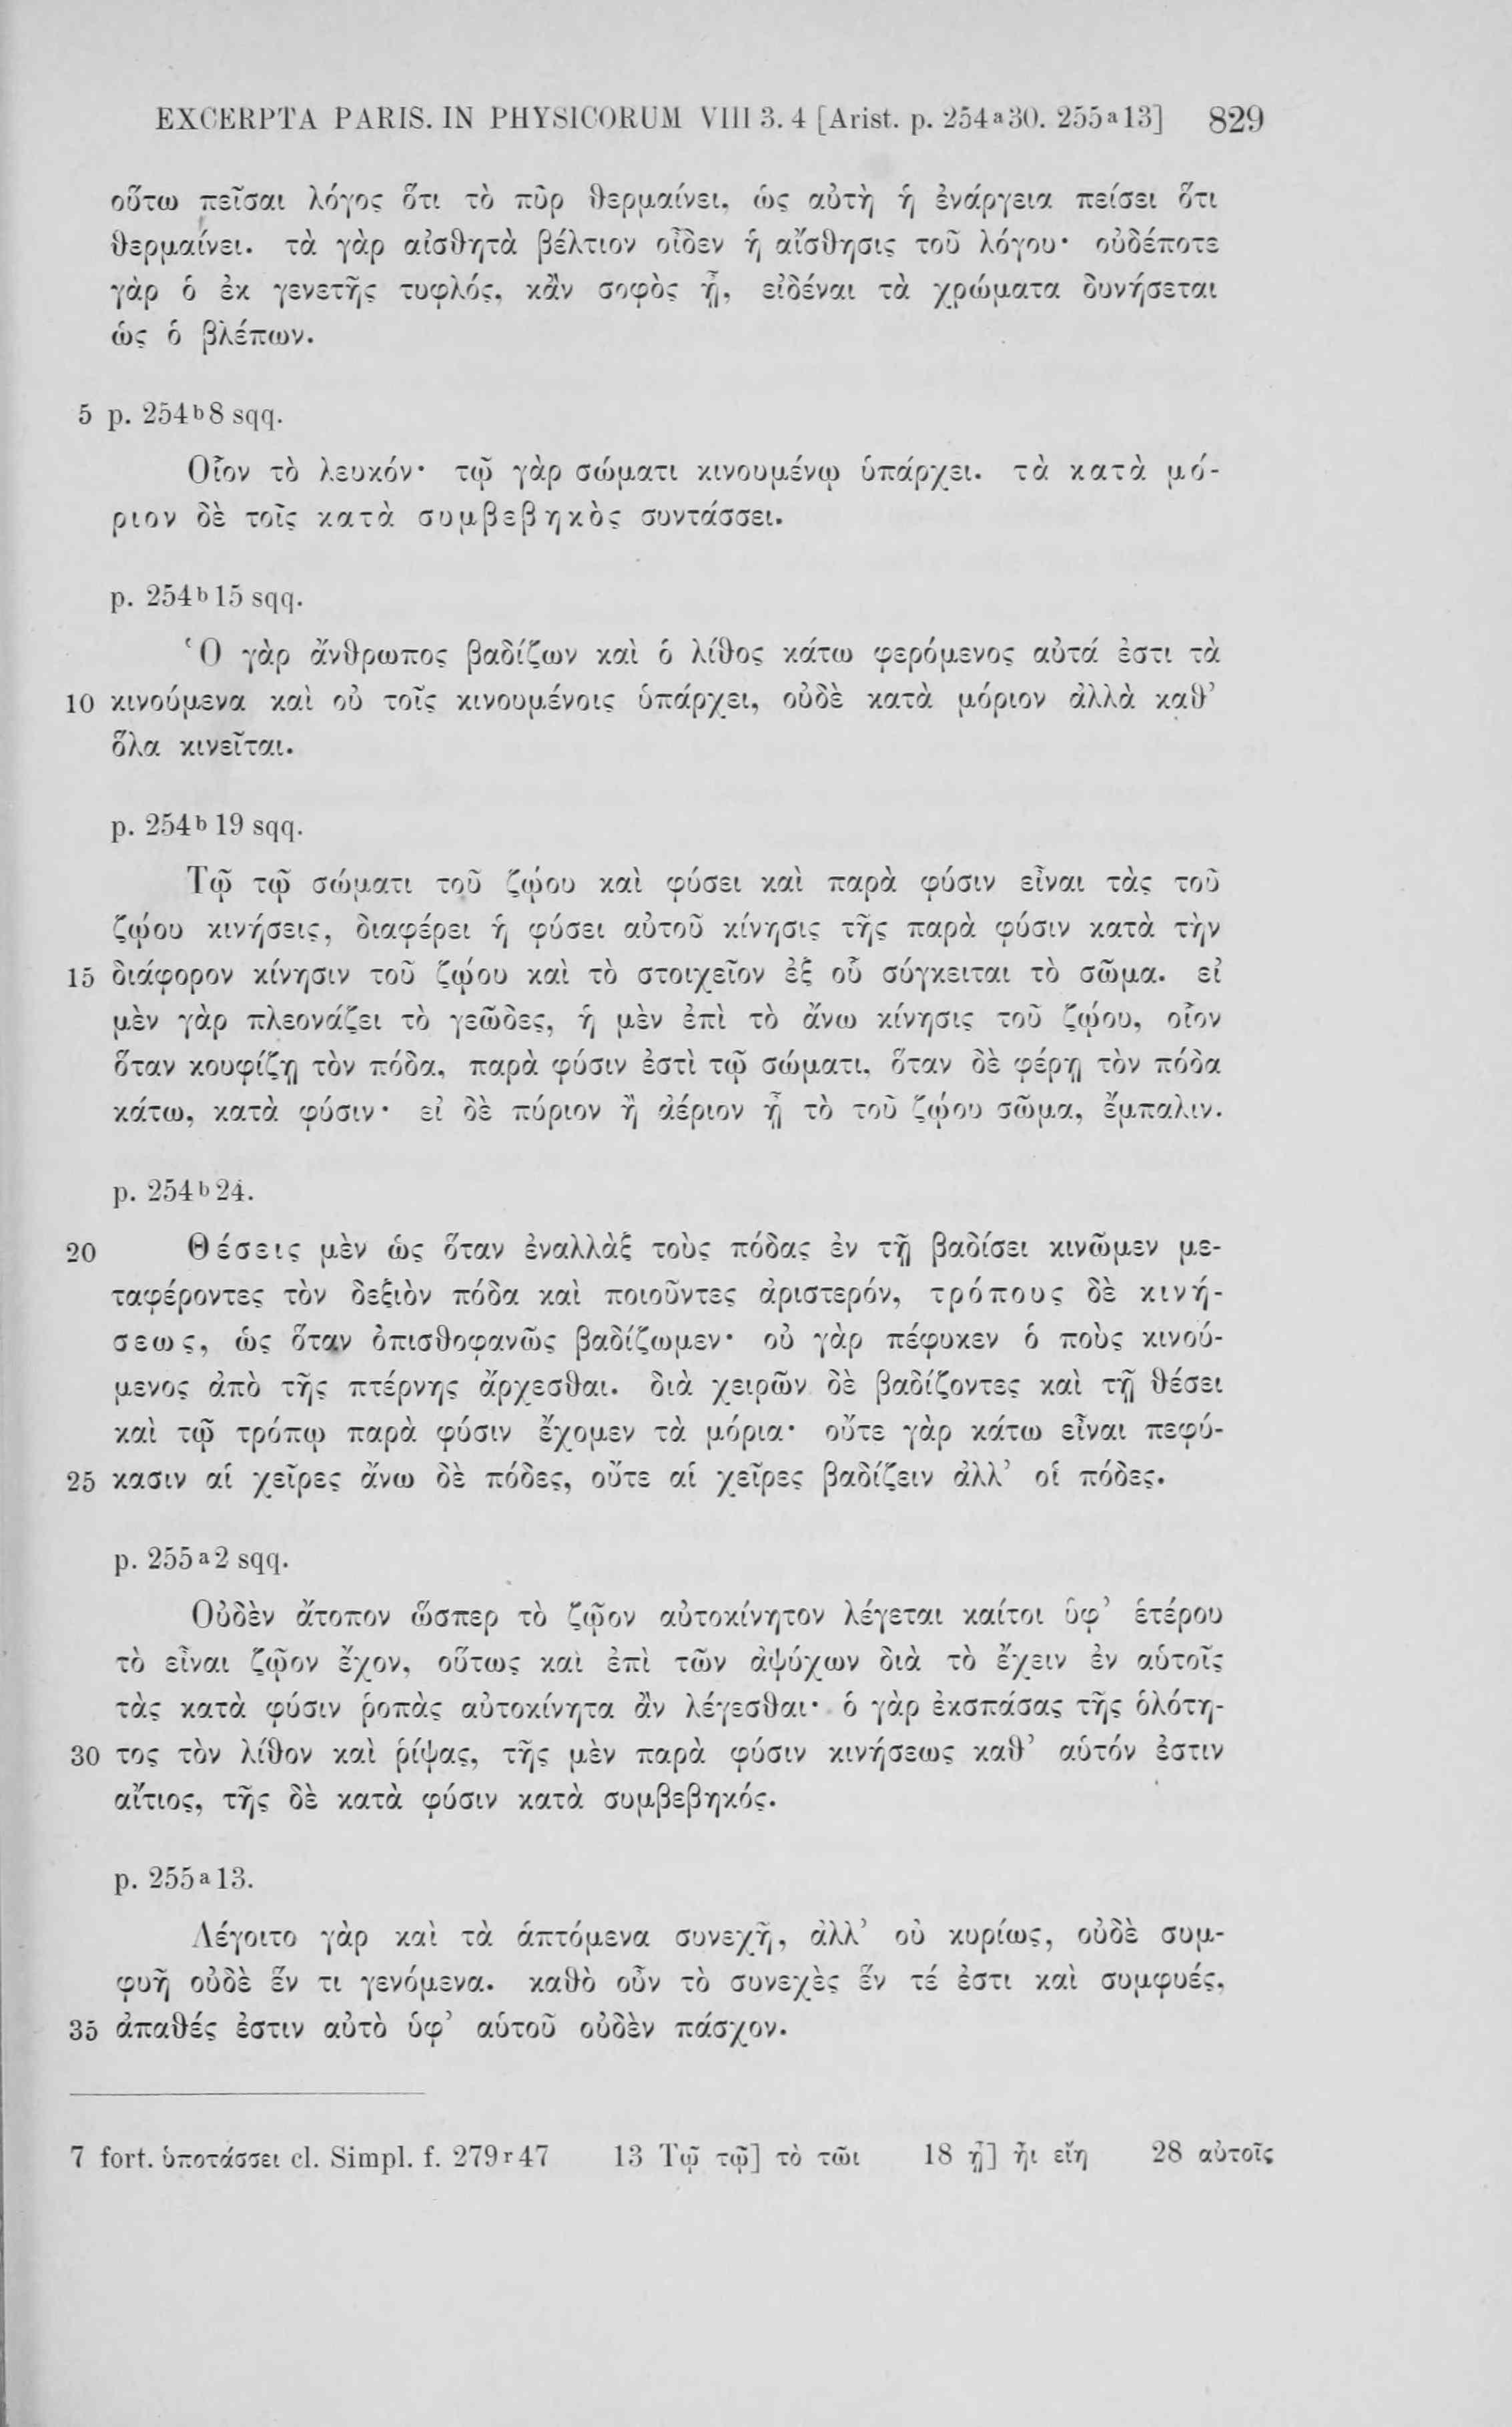 EXCERPTA PARIS. IN PHYSICORUM VIII 3. 4 [Arist. p. 254a30. 255a13] 829
οὕτω πεῖσαι λόγος ὅτι τὸ πῦρ θερμαίνει, ὡς αὐτὴ ἡ ἐνάργεια πείσει ὅτι
θερμαίνει. τὰ γὰρ αἰσθητὰ βέλτιον οἶδεν ἡ αἴσθησις τοῦ λόγου· οὐδέποτε
γὰρ ὁ ἐκ γενετῆς τυφλός, κἂν σοφὸς ᾖ, εἰδέναι τὰ χρώματα δυνήσεται
ὡς ὁ βλέπων.
5 p. 254b8 sqq.
Οἷον τὸ λευκόν· τῷ γὰρ σώματι κινουμένῳ ὑπάρχει. τὰ κατὰ μό-
ριον δὲ τοῖς κατὰ συμβεβηκὸς συντάσσει.
p. 254b15 sqq.
Ὁ γὰρ ἄνθρωπος βαδίζων καὶ ὁ λίθος κάτω φερόμενος αὐτά ἐστι τὰ
10 κινούμενα καὶ οὐ τοῖς κινουμένοις ὑπάρχει, οὐδὲ κατὰ μόριον ἀλλὰ καθ’
ὅλα κινεῖται.
p. 254b19 sqq.
Τῷ τῷ σώματι τοῦ ζῴου καὶ φύσει καὶ παρὰ φύσιν εἶναι τὰς τοῦ
ζῴου κινήσεις, διαφέρει ἡ φύσει αὐτοῦ κίνησις τῆς παρὰ φύσιν κατὰ τὴν
15 διάφορον κίνησιν τοῦ ζῴου καὶ τὸ στοιχεῖον ἐξ οὗ σύγκειται τὸ σῶμα. εἰ
μὲν γὰρ πλεονάζει τὸ γεῶδες, ἡ μὲν ἐπὶ τὸ ἄνω κίνησις τοῦ ζῴου, οἷον
ὅταν κουφίζῃ τὸν πόδα, παρὰ φύσιν ἐστὶ τῷ σώματι, ὅταν δὲ φέρῃ τὸν πόδα
κάτω, κατὰ φύσιν· εἰ δὲ πύριον ἢ ἀέριον ᾖ τὸ τοῦ ζῴου σῶμα, ἔμπαλιν.
p. 254b24.
20 Θέσεις μὲν ὡς ὅταν ἐναλλὰξ τοὺς πόδας ἐν τῇ βαδίσει κινῶμεν με-
ταφέροντες τὸν δεξιὸν πόδα καὶ ποιοῦντες ἀριστερόν, τρόπους δὲ κινή-
σεως, ὡς ὅταν ὀπισθοφανῶς βαδίζωμεν· οὐ γὰρ πέφυκεν ὁ ποὺς κινού-
μενος ἀπὸ τῆς πτέρνης ἄρχεσθαι. διὰ χειρῶν δὲ βαδίζοντες καὶ τῇ θέσει
καὶ τῷ τρόπῳ παρὰ φύσιν ἔχομεν τὰ μόρια· οὔτε γὰρ κάτω εἶναι πεφύ-
25 κασιν αἱ χεῖρες ἄνω δὲ πόδες, οὔτε αἱ χεῖρες βαδίζειν ἀλλ’ οἱ πόδες.
p. 255a2 sqq.
Οὐδὲν ἄτοπον ὥσπερ τὸ ζῷον αὐτοκίνητον λέγεται καίτοι ὑφ’ ἑτέρου
τὸ εἶναι ζῷον ἔχον, οὕτως καὶ ἐπὶ τῶν ἀψύχων διὰ τὸ ἔχειν ἐν αὑτοῖς
τὰς κατὰ φύσιν ῥοπὰς αὐτοκίνητα ἂν λέγεσθαι· ὁ γὰρ ἐκσπάσας τῆς ὁλότη-
30 τος τὸν λίθον καὶ ῥίψας, τῆς μὲν παρὰ φύσιν κινήσεως καθ’ αὑτόν ἐστιν
αἴτιος, τῆς δὲ κατὰ φύσιν κατὰ συμβεβηκός.
p. 255a13.
Λέγοιτο γὰρ καὶ τὰ ἁπτόμενα συνεχῆ, ἀλλ’ οὐ κυρίως, οὐδὲ συμ-
φυῆ οὐδὲ ἕν τι γενόμενα. καθὸ οὖν τὸ συνεχὲς ἕν τέ ἐστι καὶ συμφυές,
35 ἀπαθές ἐστιν αὐτὸ ὑφ’ αὑτοῦ οὐδὲν πάσχον.
7 fort. ὑποτάσσει cl. Simpl. f. 279r47 13 Τῷ τῷ] τὸ τῶι 18 ᾖ] ἦι εἴη 28 αὐτοῖς